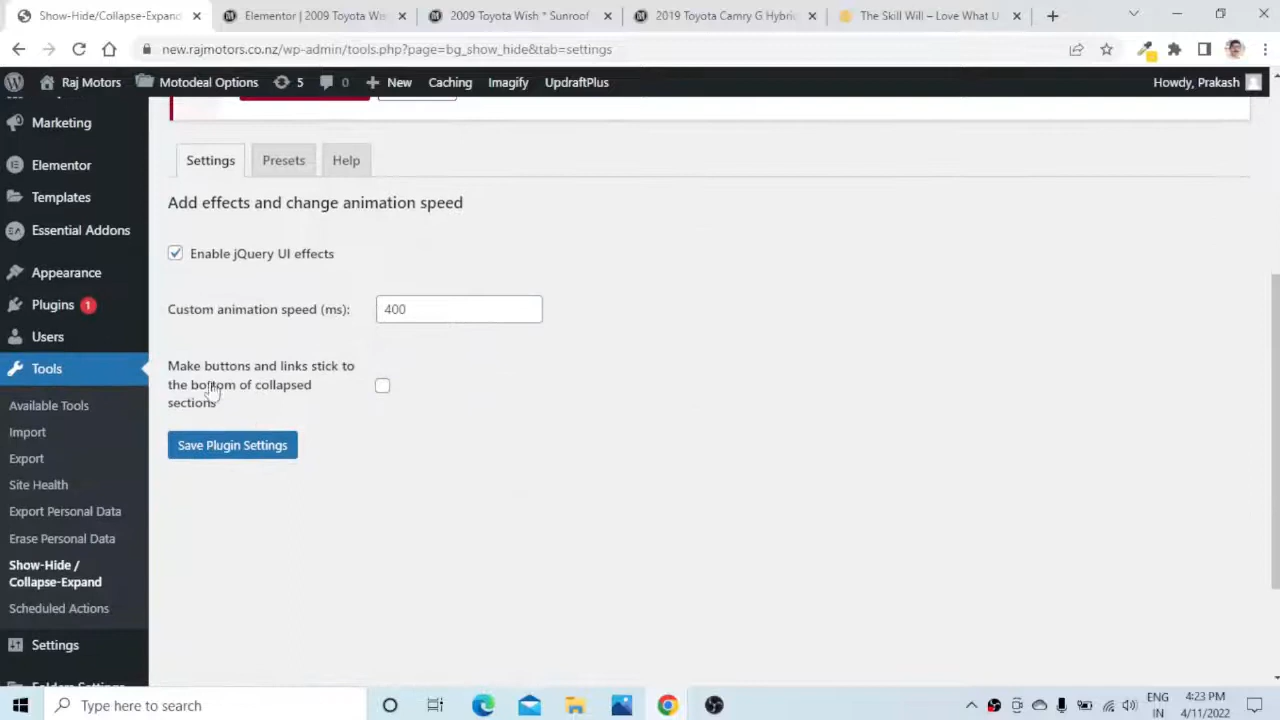 Show-Hide/Collapse-Expand
Elementor | 2009 Toyota Wis
2009 Toyota Wish * Sunroof
2019 Toyota Camry G Hybrid
The Skill Will – Love What U
new.rajmotors.co.nz/wp-admin/tools.php?page=bg_show_hide&tab=settings
Raj Motors
Motodeal Options
5
0
New
Caching
Imagify
UpdraftPlus
Howdy, Prakash
Marketing
Elementor
Templates
Essential Addons
Appearance
Plugins 1
Users
Tools
Available Tools
Import
Export
Site Health
Export Personal Data
Erase Personal Data
Show-Hide /
Collapse-Expand
Scheduled Actions
Settings
Settings
Presets
Help
Add effects and change animation speed
Enable jQuery UI effects
Custom animation speed (ms):
400
Make buttons and links stick to
the bottom of collapsed
sections
Save Plugin Settings
Type here to search
ENG
IN
4:23 PM
4/11/2022